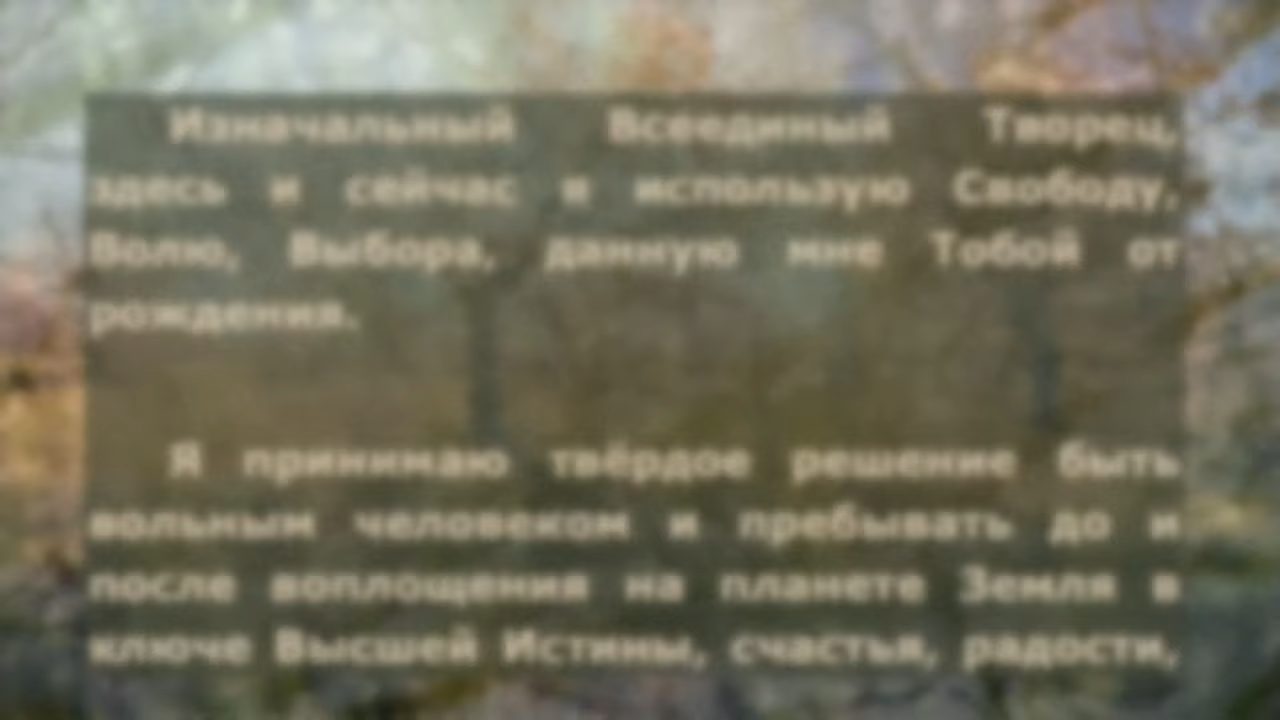 Изначальный Всеединый Творец,
здесь и сейчас я использую Свободу,
Волю, Выбора, данную мне Тобой от
рождения.
Я принимаю твёрдое решение быть
вольным человеком и пребывать до и
после воплощения на планете Земля в
ключе Высшей Истины, счастья, радости,